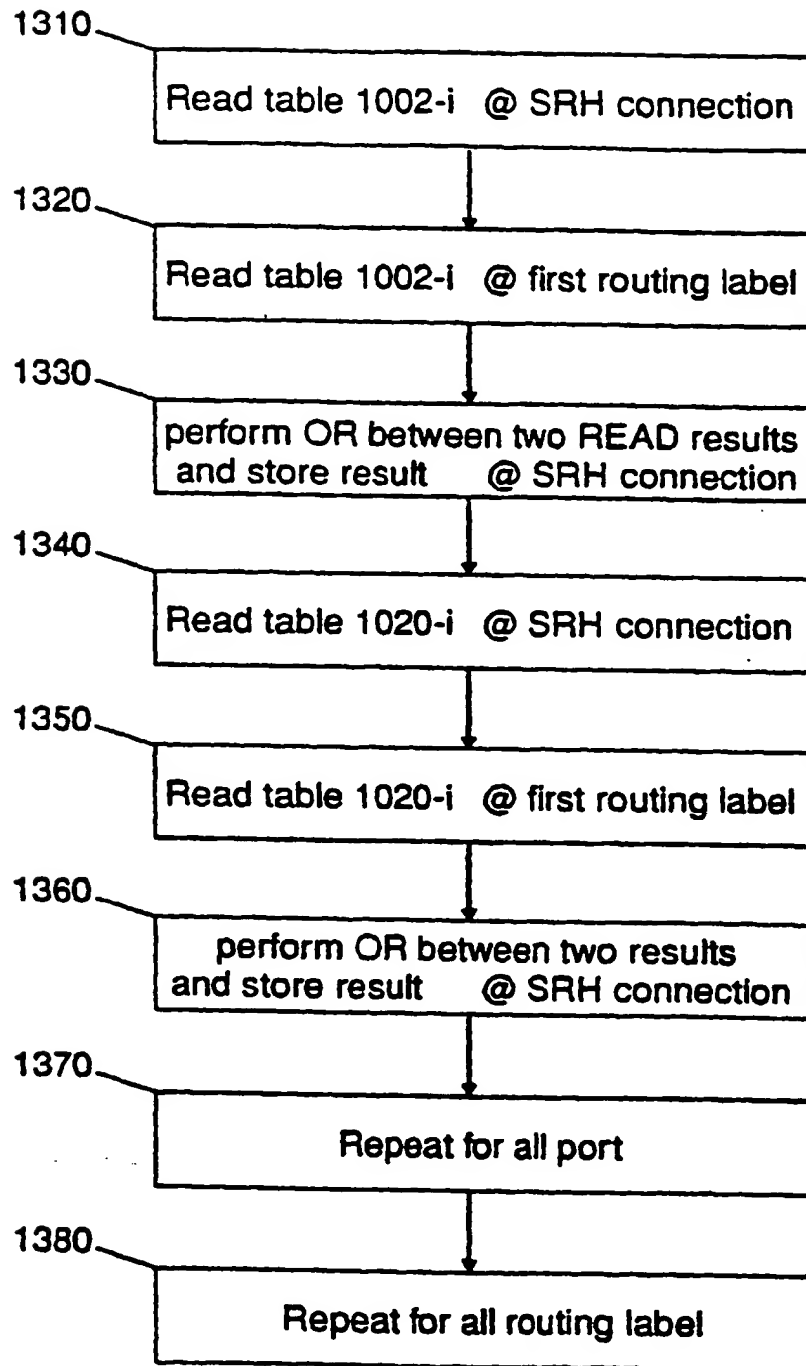 1310
Read table 1002-i @ SRH connection
1320
Read table 1002-i @ first routing label
1330
perform OR between two READ results
and store result @ SRH connection
1340
Read table 1020-i @ SRH connection
1350
Read table 1020-i @ first routing label
1360
perform OR between two results
and store result @ SRH connection
1370
Repeat for all port
1380
Repeat for all routing label